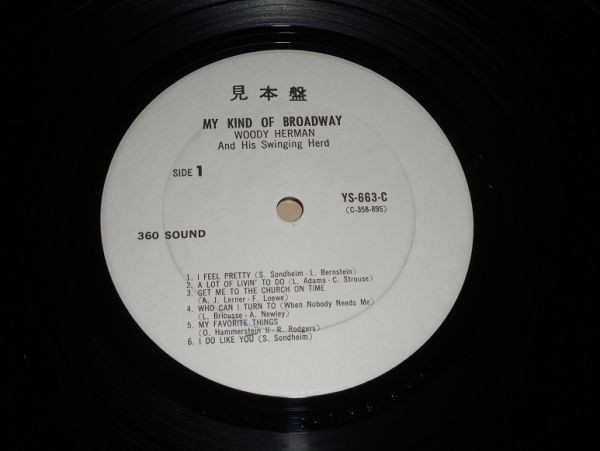 見本盤
MY KIND OF BROADWAY
WOODY HERMAN
And His Swinging Herd
SIDE 1
YS-663-C
(C-358-895)
360 SOUND
1. I FEEL PRETTY (S. Sondheim - L. Bernstein)
2. A LOT OF LIVIN' TO DO (L. Adams - C. Strouse)
3. GET ME TO THE CHURCH ON TIME
(A. J. Lerner - F. Loewe)
4. WHO CAN I TURN TO (When Nobody Needs Me)
(L. Bricusse - A. Newley)
5. MY FAVORITE THINGS
(O. Hammerstein II - R. Rodgers)
6. I DO LIKE YOU (S. Sondheim)